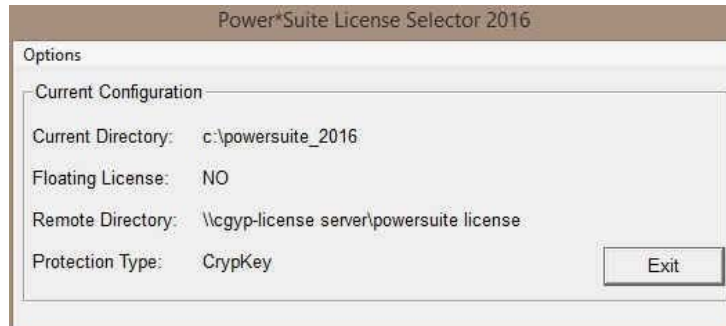 Power*Suite License Selector 2016
Options
Current Configuration
Current Directory: c:\powersuite_2016
Floating License: NO
Remote Directory: \\cgyp-license server\powersuite license
Protection Type: CrypKey
Exit